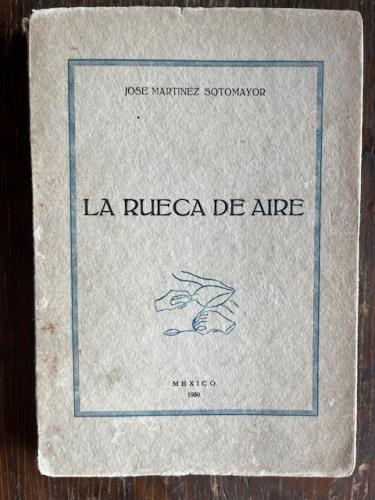 JOSE MARTINEZ SOTOMAYOR
LA RUECA DE AIRE
MEXICO
1930